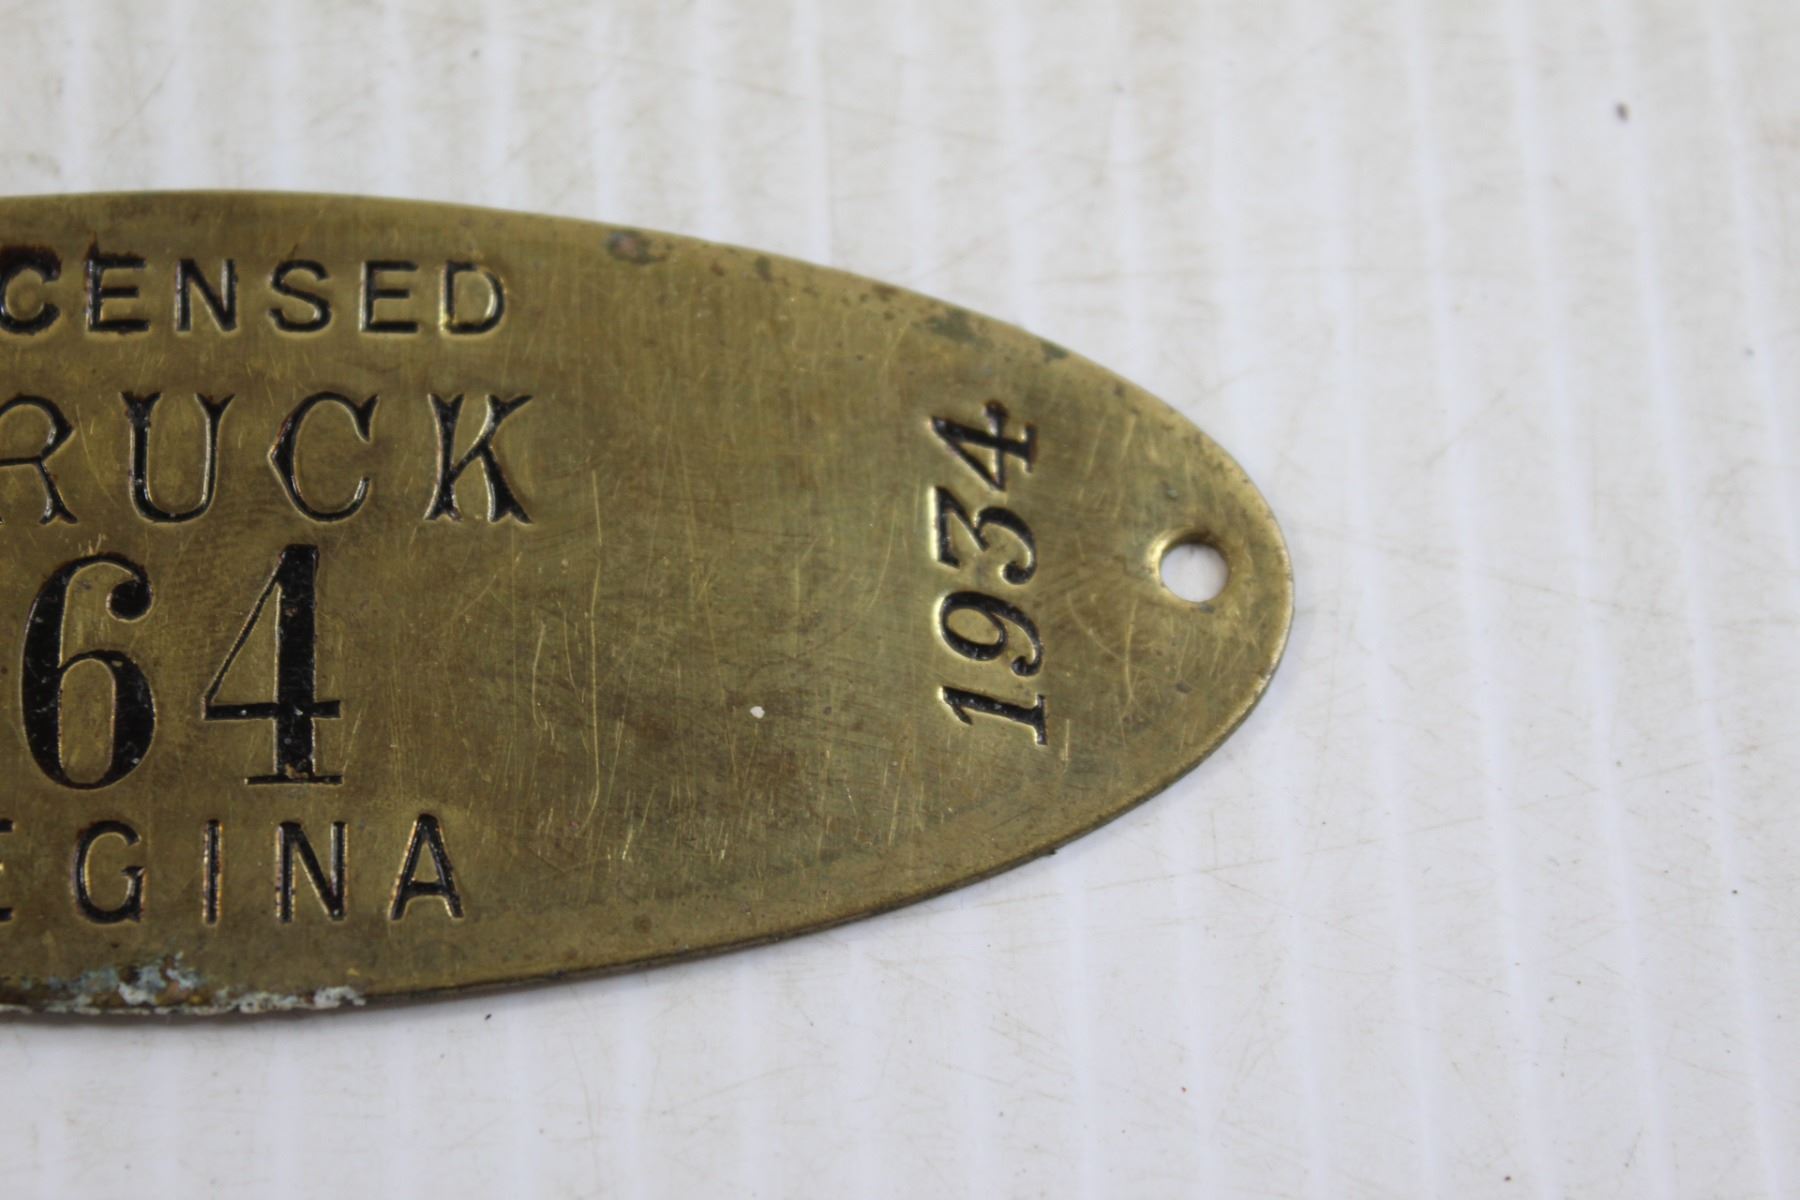 CENSED
RUCK
64
EGINA
1934